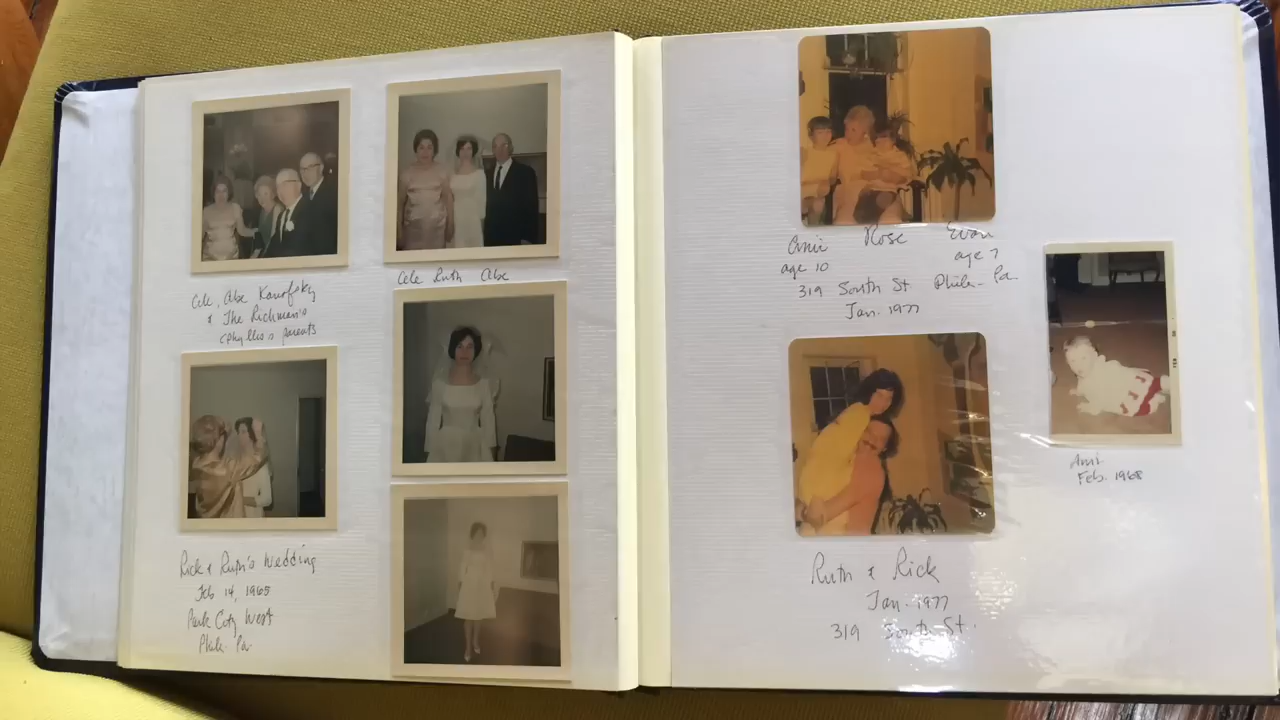 Cele, Abe Kanofsky
& The Richman's
(Phyllis's parents
Cele Ruth Abe
Rick & Ruth's Wedding
Feb 14, 1965
Park City West
Phila. Pa
Ami Rose Evan
age 10 age 7
319 South St Phila. Pa.
Jan. 1977
Ruth & Rick
Jan. 1977
319 South St.
Ami
Feb. 1968